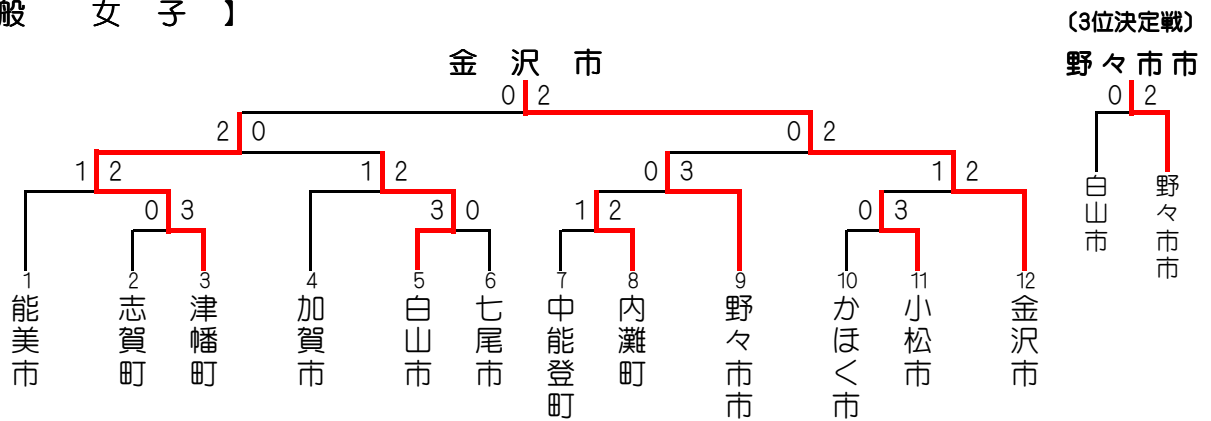 般 女 子 】
〔3位決定戦〕
金 沢 市
野々市市
0 2
0 2
2 0
0 2
1 2
1 2
0 3
1 2
0 3
3 0
1 2
0 3
白山市
野々市市
1 2 3 4 5 6 7 8 9 10 11 12
能美市
志賀町
津幡町
加賀市
白山市
七尾市
中能登町
内灘町
野々市市
かほく市
小松市
金沢市